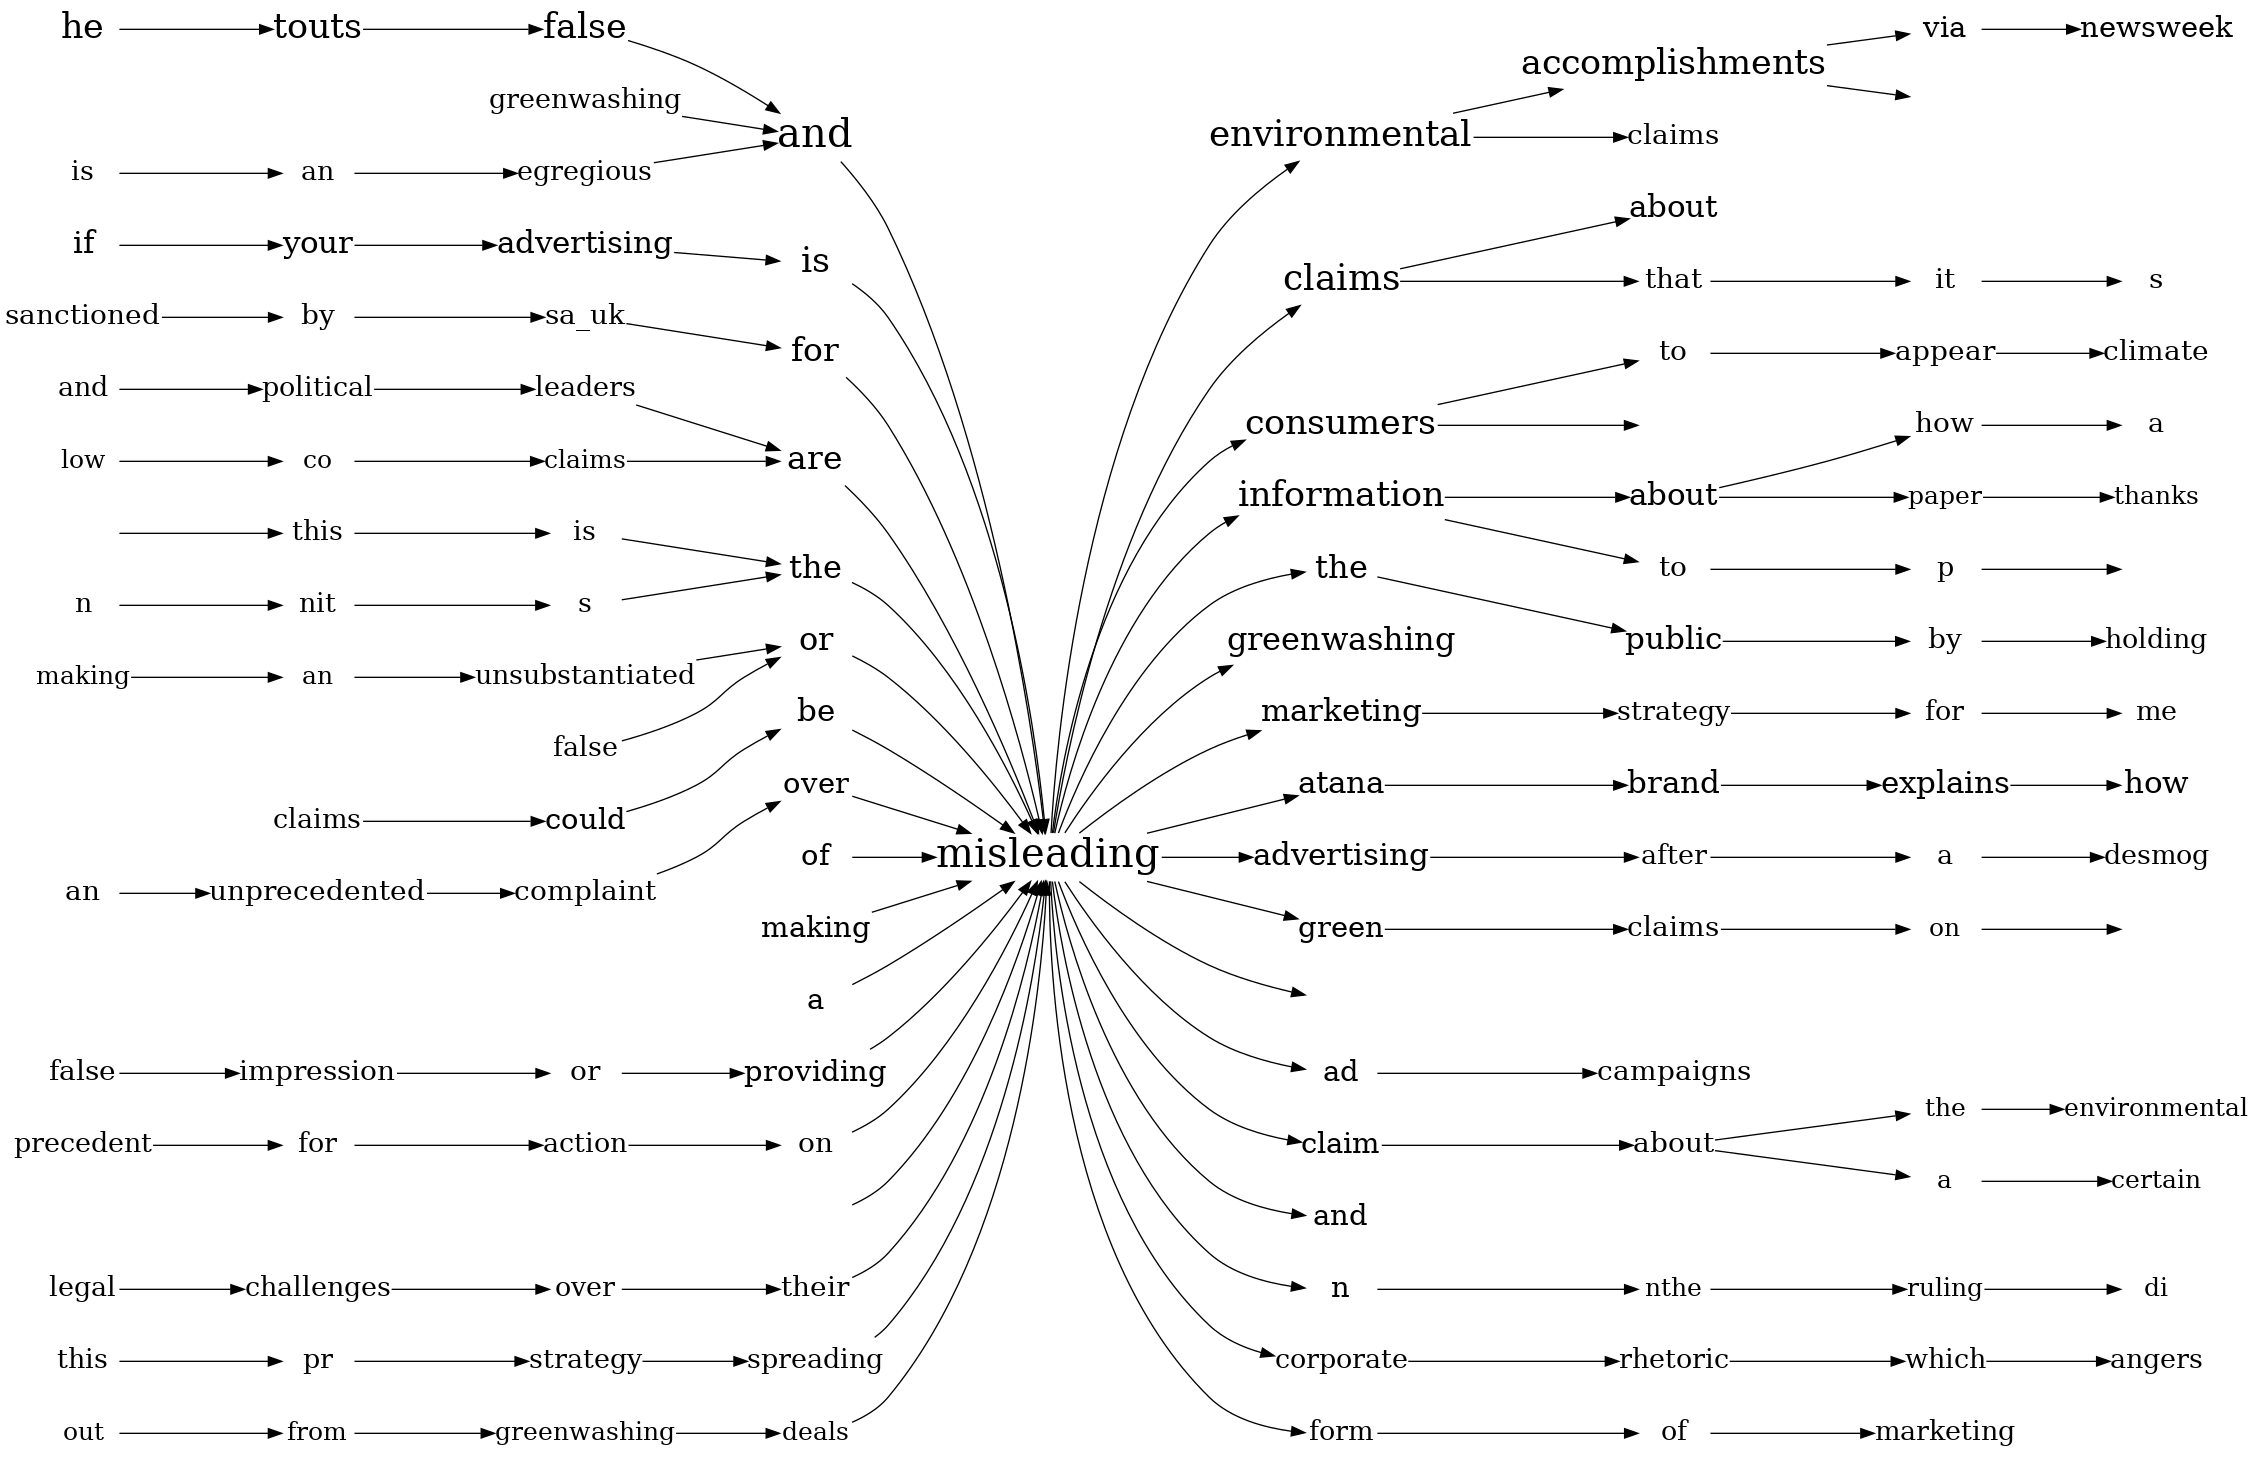 he touts false via newsweek
accomplishments
greenwashing
and environmental claims
is an egregious
about
if your advertising is
claims that it s
sanctioned by sa_uk
for to appear climate
and political leaders
consumers how a
low co claims are
information about paper thanks
this is
the the to p
n nit s
or greenwashing public by holding
making an unsubstantiated
be marketing strategy for me
false
over atana brand explains how
claims could
of misleading advertising after a desmog
an unprecedented complaint
making green claims on
a
false impression or providing ad campaigns
the environmental
precedent for action on claim about
a certain
and
legal challenges over their n nthe ruling di
this pr strategy spreading corporate rhetoric which angers
out from greenwashing deals form of marketing